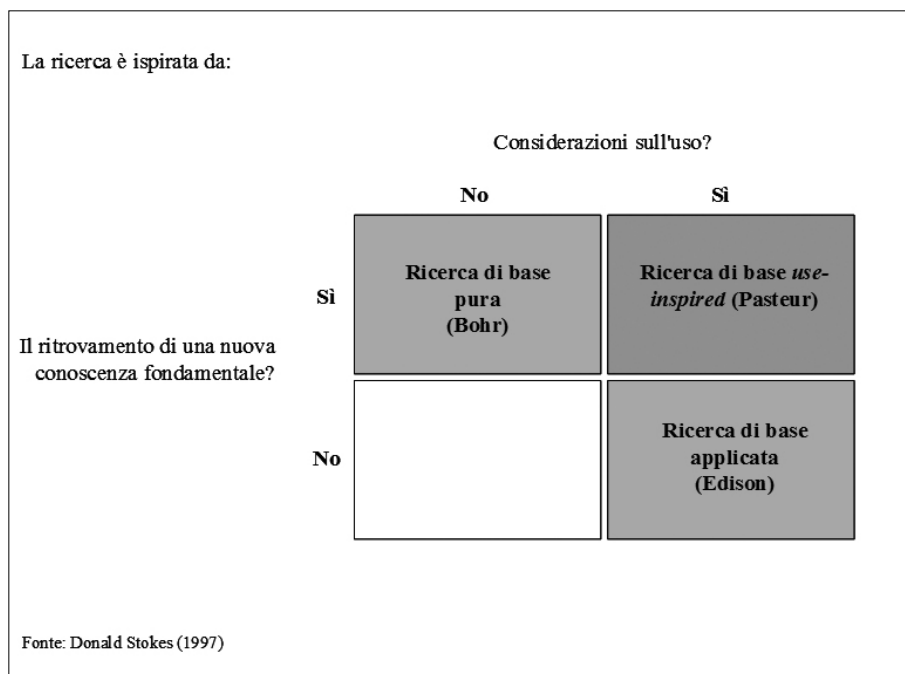 La ricerca è ispirata da:
Considerazioni sull'uso?
No
Sì
Sì
Ricerca di base
pura
(Bohr)
Ricerca di base use-
inspired (Pasteur)
Il ritrovamento di una nuova
conoscenza fondamentale?
No
Ricerca di base
applicata
(Edison)
Fonte: Donald Stokes (1997)